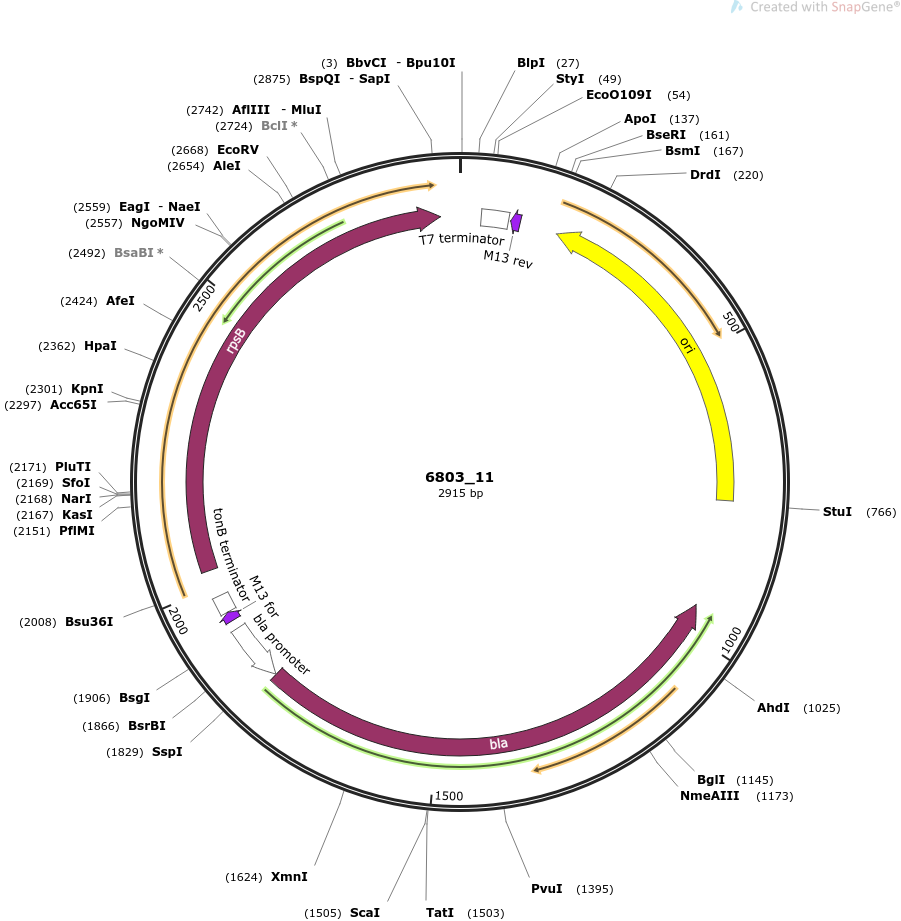 Created with SnapGene®
(3) BbvCI - Bpu10I
(2875) BspQI - SapI
(2742) AflIII - MluI
(2724) BclI *
(2668) EcoRV
(2654) AleI
(2559) EagI - NaeI
(2557) NgoMIV
(2492) BsaBI *
(2424) AfeI
(2362) HpaI
(2301) KpnI
(2297) Acc65I
(2171) PluTI
(2169) SfoI
(2168) NarI
(2167) KasI
(2151) PflMI
(2008) Bsu36I
(1906) BsgI
(1866) BsrBI
(1829) SspI
(1624) XmnI
(1505) ScaI
TatI (1503)
PvuI (1395)
NmeAIII (1173)
BglI (1145)
AhdI (1025)
StuI (766)
DrdI (220)
BsmI (167)
BseRI (161)
ApoI (137)
EcoO109I (54)
StyI (49)
BlpI (27)
T7 terminator
M13 rev
ori
500
1000
1500
2000
2500
rpsB
tonB terminator
M13 for
bla promoter
bla
6803_11
2915 bp